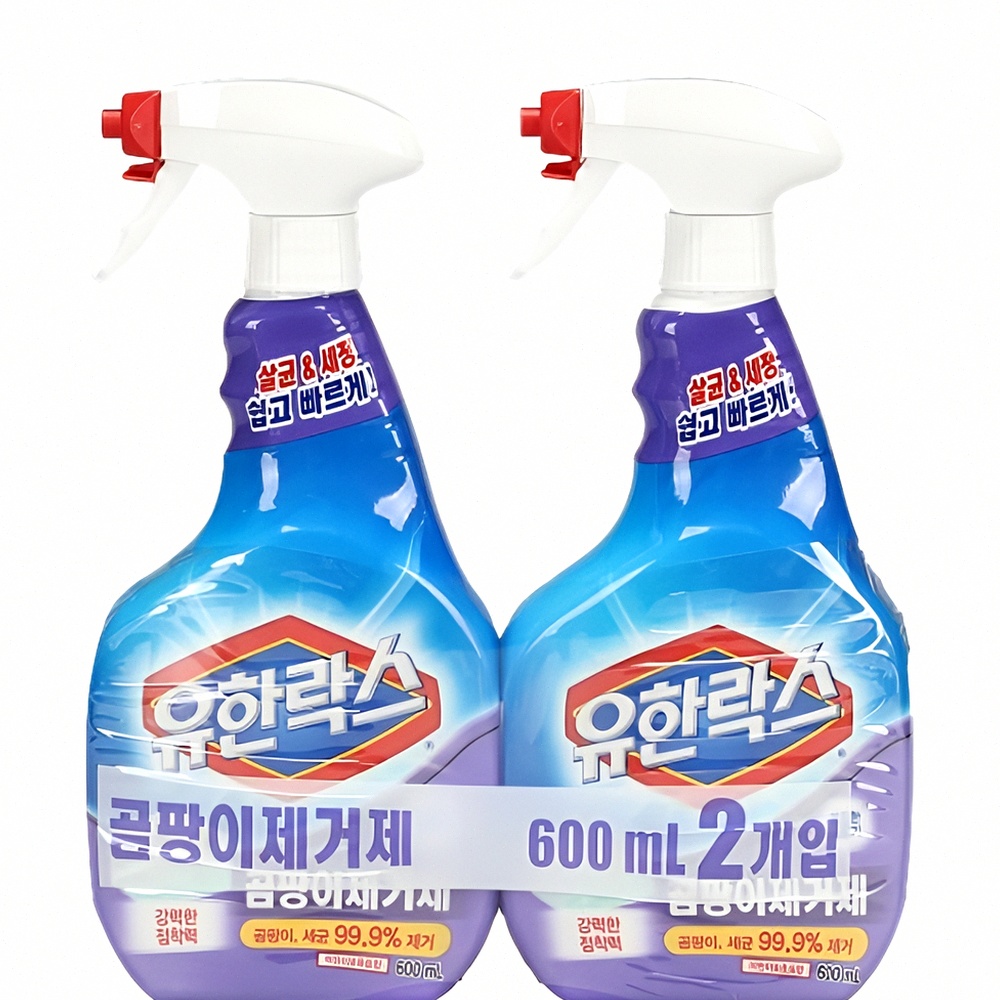 살균 & 세정
쉽고 빠르게!
살균 & 세정
쉽고 빠르게
유한락스
유한락스
곰팡이제거제
600 mL 2개입
곰팡이제거제
곰팡이제거제
강력한
점착력
곰팡이, 세균 99.9% 제거
600 mL
강력한
점착력
곰팡이, 세균 99.9% 제거
600 mL